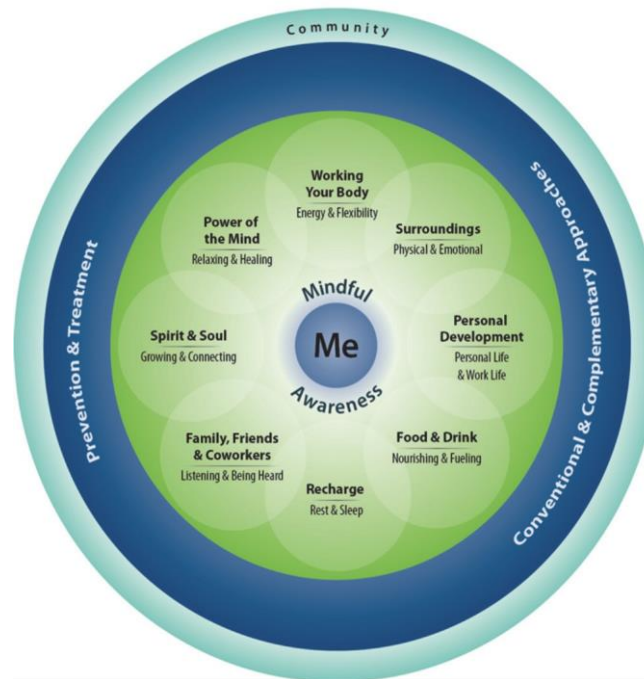 Community
Prevention & Treatment
Conventional & Complementary Approaches
Working
Your Body
Energy & Flexibility
Surroundings
Physical & Emotional
Personal
Development
Personal Life
& Work Life
Food & Drink
Nourishing & Fueling
Recharge
Rest & Sleep
Family, Friends
& Coworkers
Listening & Being Heard
Spirit & Soul
Growing & Connecting
Power of
the Mind
Relaxing & Healing
Mindful
Me
Awareness